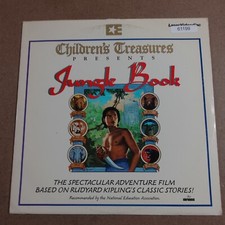 Children's Treasures
PRESENTS
Jungle Book
THE SPECTACULAR ADVENTURE FILM
BASED ON RUDYARD KIPLING'S CLASSIC STORIES!
Recommended by the National Education Association.